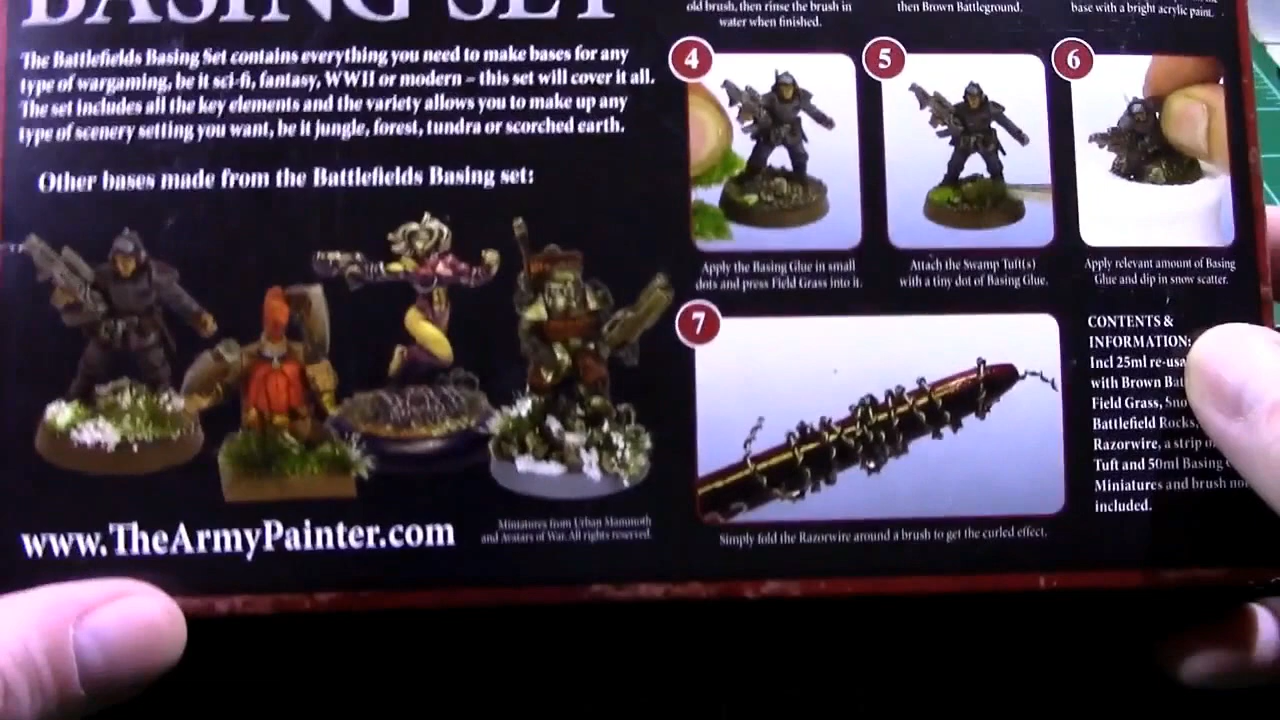 BASING SET
The Battlefields Basing Set contains everything you need to make bases for any
type of wargaming, be it sci-fi, fantasy, WWII or modern – this set will cover it all.
The set includes all the key elements and the variety allows you to make up any
type of scenery setting you want, be it jungle, forest, tundra or scorched earth.
Other bases made from the Battlefields Basing set:
www.TheArmyPainter.com
Miniatures from Urban Mammoth
and Avatars of War. All rights reserved.
old brush, then rinse the brush in
water when finished.
then Brown Battleground.
base with a bright acrylic paint.
4
Apply the Basing Glue in small
dots and press Field Grass into it.
5
Attach the Swamp Tuft(s)
with a tiny dot of Basing Glue.
6
Apply relevant amount of Basing
Glue and dip in snow scatter.
7
Simply fold the Razorwire around a brush to get the curled effect.
CONTENTS &
INFORMATION:
Incl 25ml re-usa
with Brown Bat
Field Grass, Sno
Battlefield Rocks,
Razorwire, a strip
Tuft and 50ml Basing
Miniatures and brush no
included.